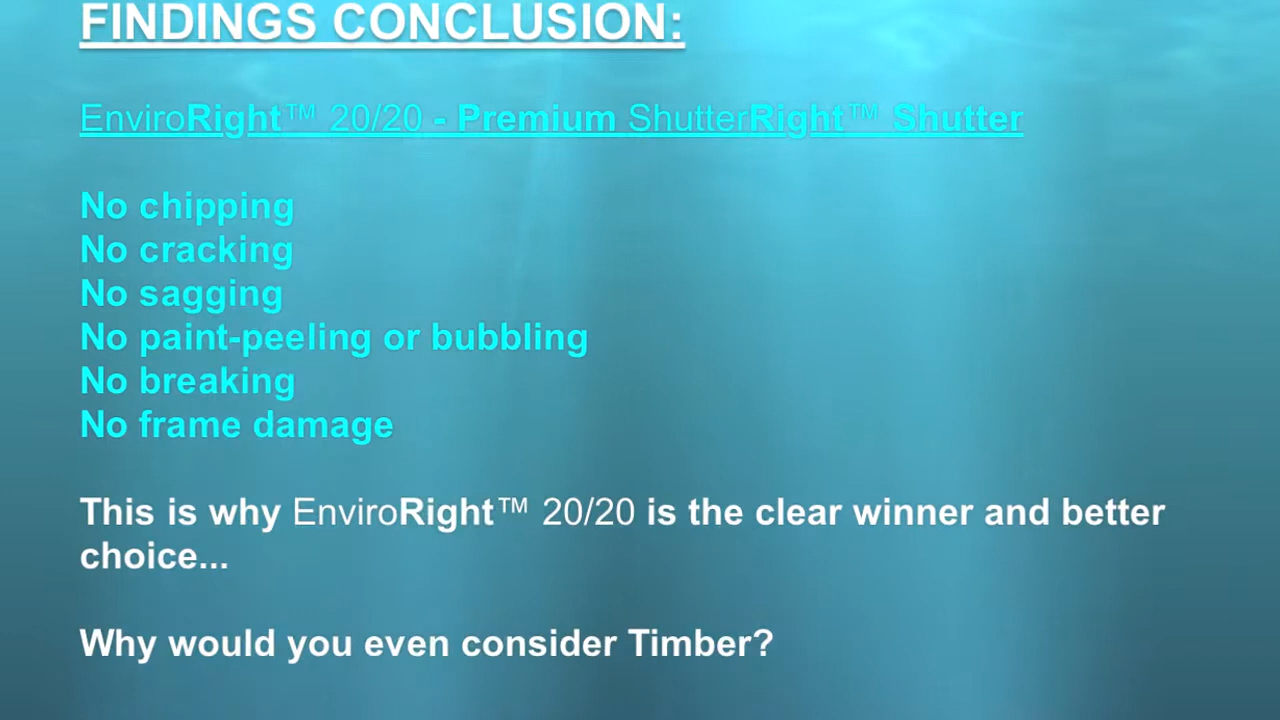 FINDINGS CONCLUSION:
EnviroRight™ 20/20 - Premium ShutterRight™ Shutter
No chipping
No cracking
No sagging
No paint-peeling or bubbling
No breaking
No frame damage
This is why EnviroRight™ 20/20 is the clear winner and better
choice...
Why would you even consider Timber?